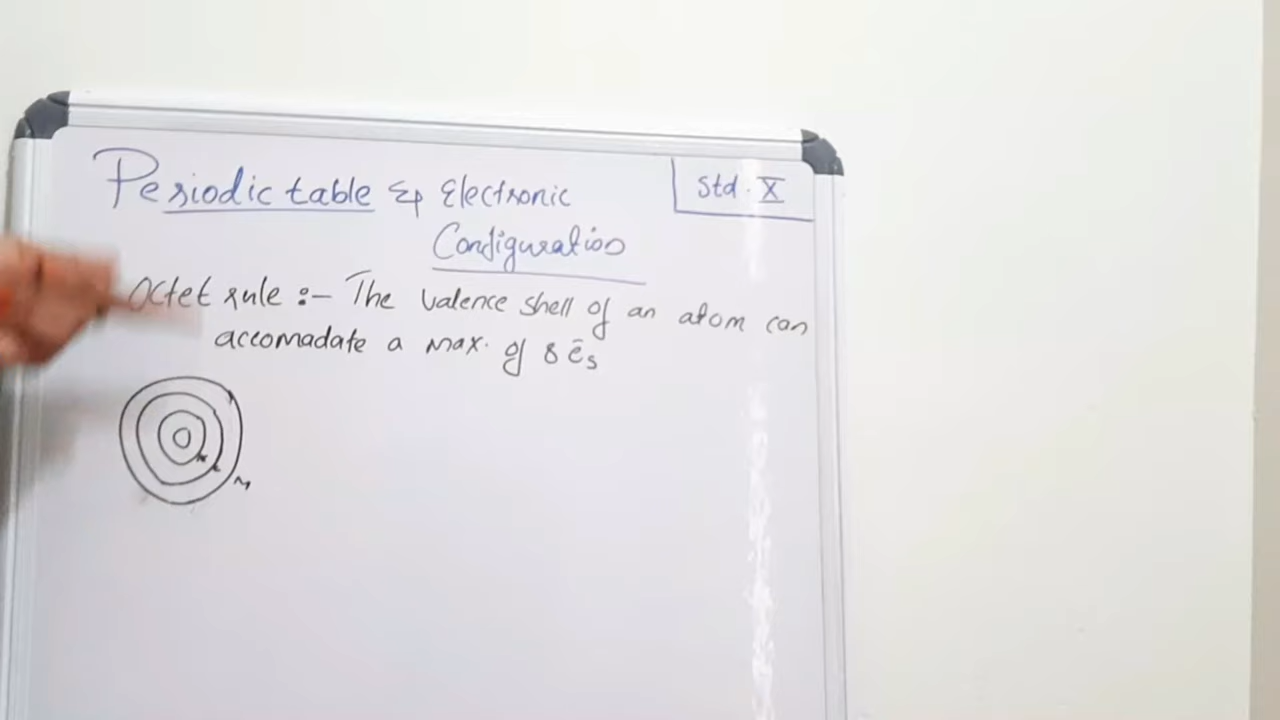 Periodic table & Electronic
Configuration
Std. X
Octet rule :- The valence shell of an atom can
accomadate a max. of 8 ēs
K
L
M